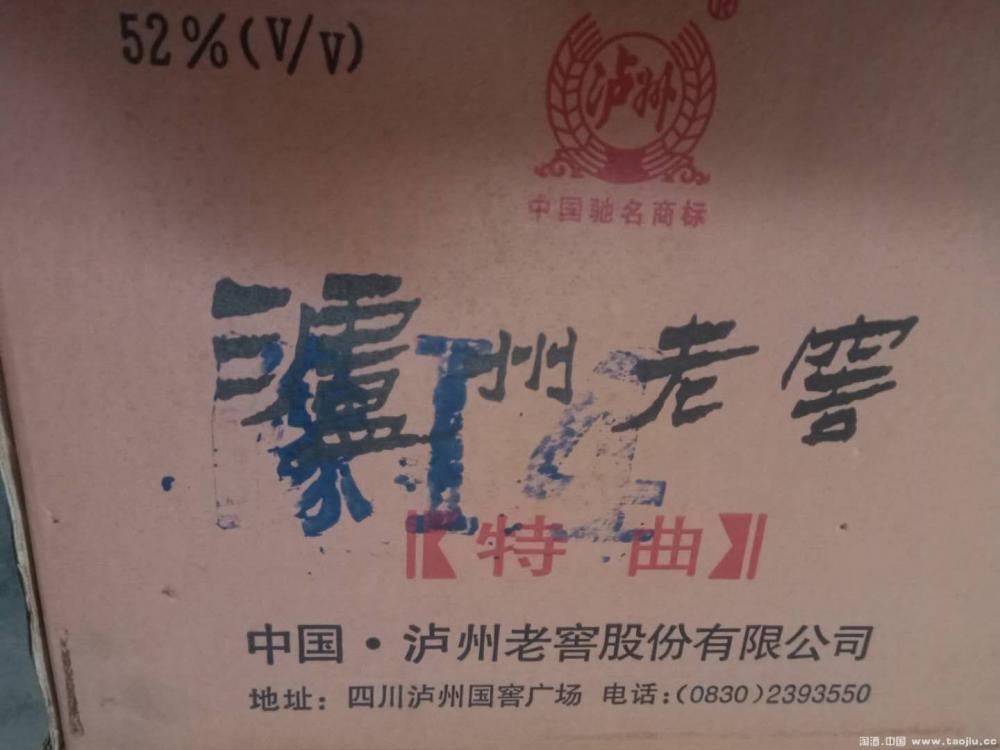 52%(V/V)
®
泸州
中国驰名商标
瀘州老窖
【特曲】
中国·泸州老窖股份有限公司
地址：四川泸州国窖广场 电话：(0830)2393550
淘酒.中国 www.taojiu.cc